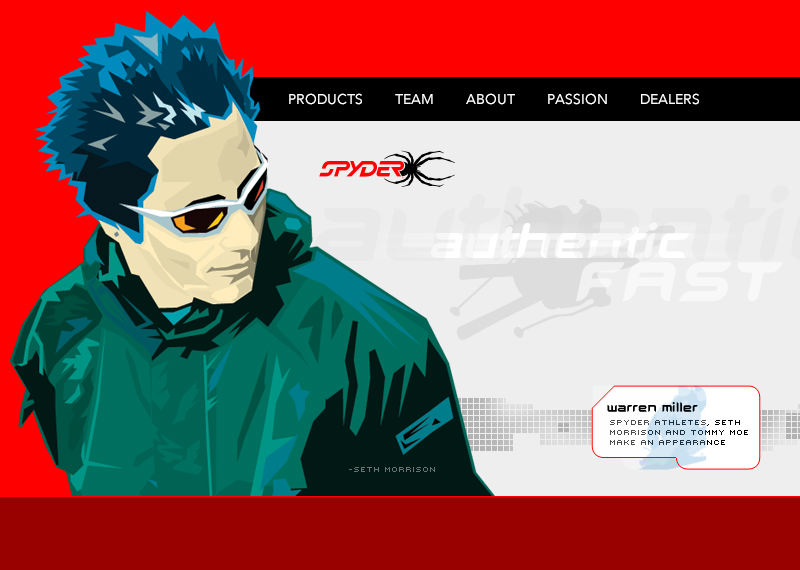 PRODUCTS TEAM ABOUT PASSION DEALERS
SPYDER
authentic
authentic
FAST
warren miller
SPYDER ATHLETES, SETH
MORRISON AND TOMMY MOE
MAKE AN APPEARANCE
-SETH MORRISON